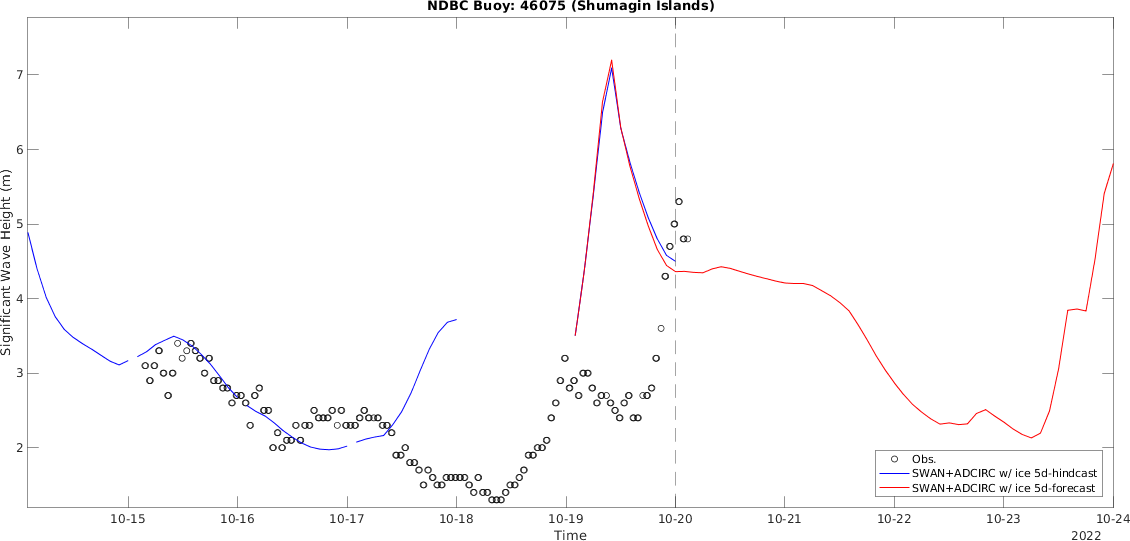 NDBC Buoy: 46075 (Shumagin Islands)
Significant Wave Height (m)
7
6
5
4
3
2
Obs.
SWAN+ADCIRC w/ ice 5d-hindcast
SWAN+ADCIRC w/ ice 5d-forecast
10-15 10-16 10-17 10-18 10-19 10-20 10-21 10-22 10-23 10-24
Time
2022